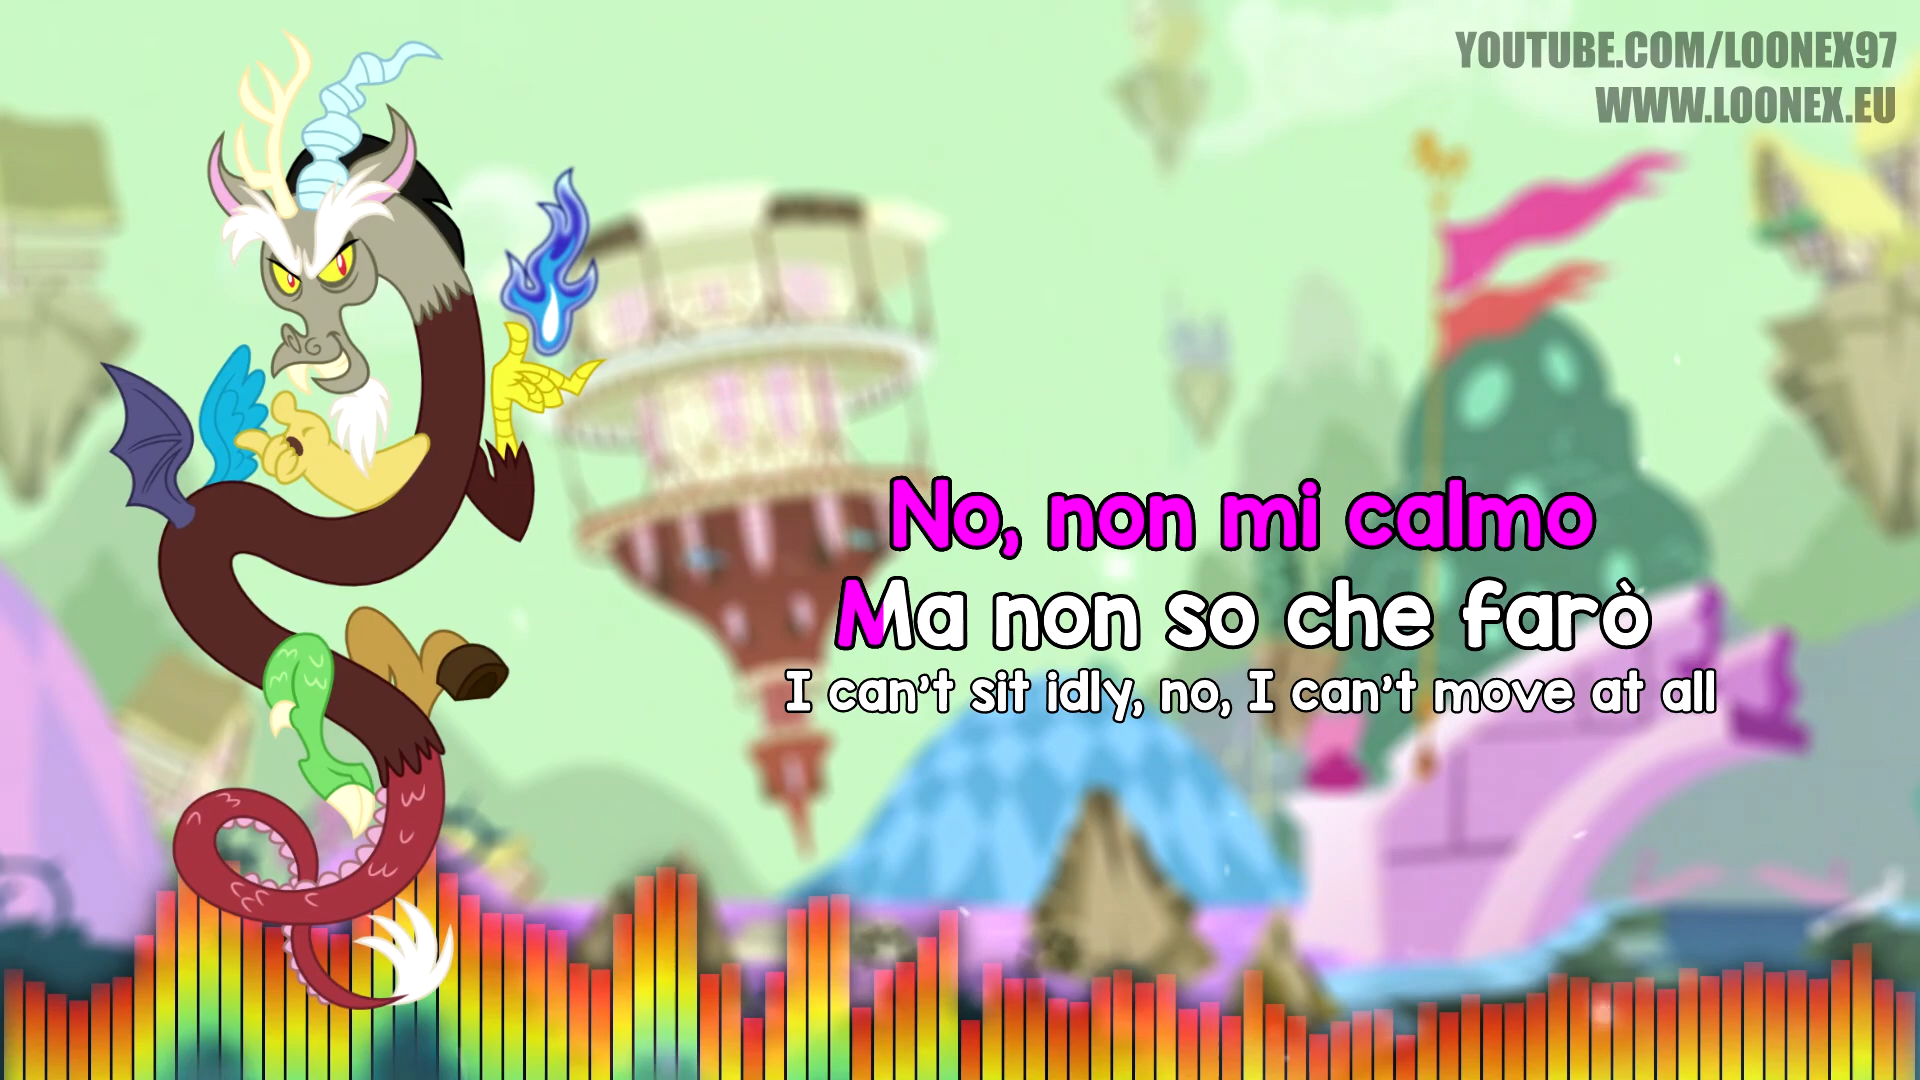 YOUTUBE.COM/LOONEX97
WWW.LOONEX.EU
No, non mi calmo
Ma non so che farò
I can't sit idly, no, I can't move at all